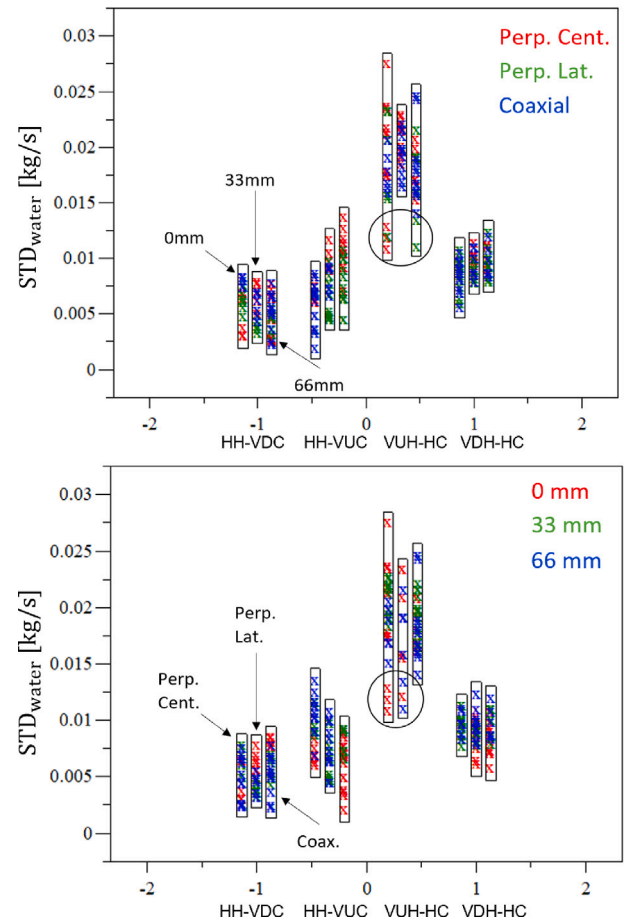 0.03
0.025
0.02
0.015
0.01
0.005
0
STD_water [kg/s]
Perp. Cent.
Perp. Lat.
Coaxial
33mm
0mm
66mm
-2
-1
0
1
2
HH-VDC
HH-VUC
VUH-HC
VDH-HC
0.03
0.025
0.02
0.015
0.01
0.005
0
STD_water [kg/s]
0 mm
33 mm
66 mm
Perp.
Lat.
Perp.
Cent.
Coax.
-2
-1
0
1
2
HH-VDC
HH-VUC
VUH-HC
VDH-HC